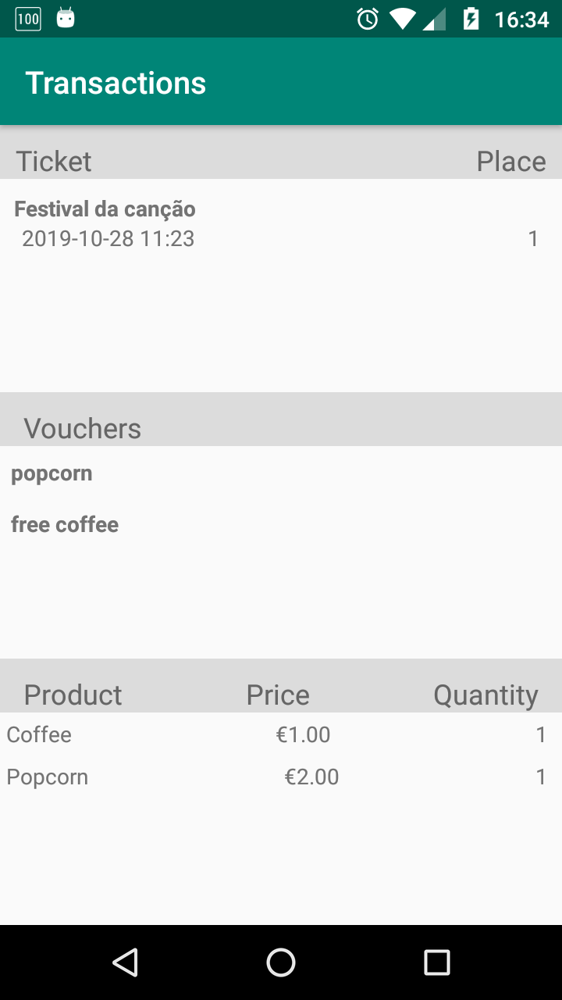 100 16:34
Transactions
Ticket Place
Festival da canção
2019-10-28 11:23 1
Vouchers
popcorn
free coffee
Product Price Quantity
Coffee €1.00 1
Popcorn €2.00 1